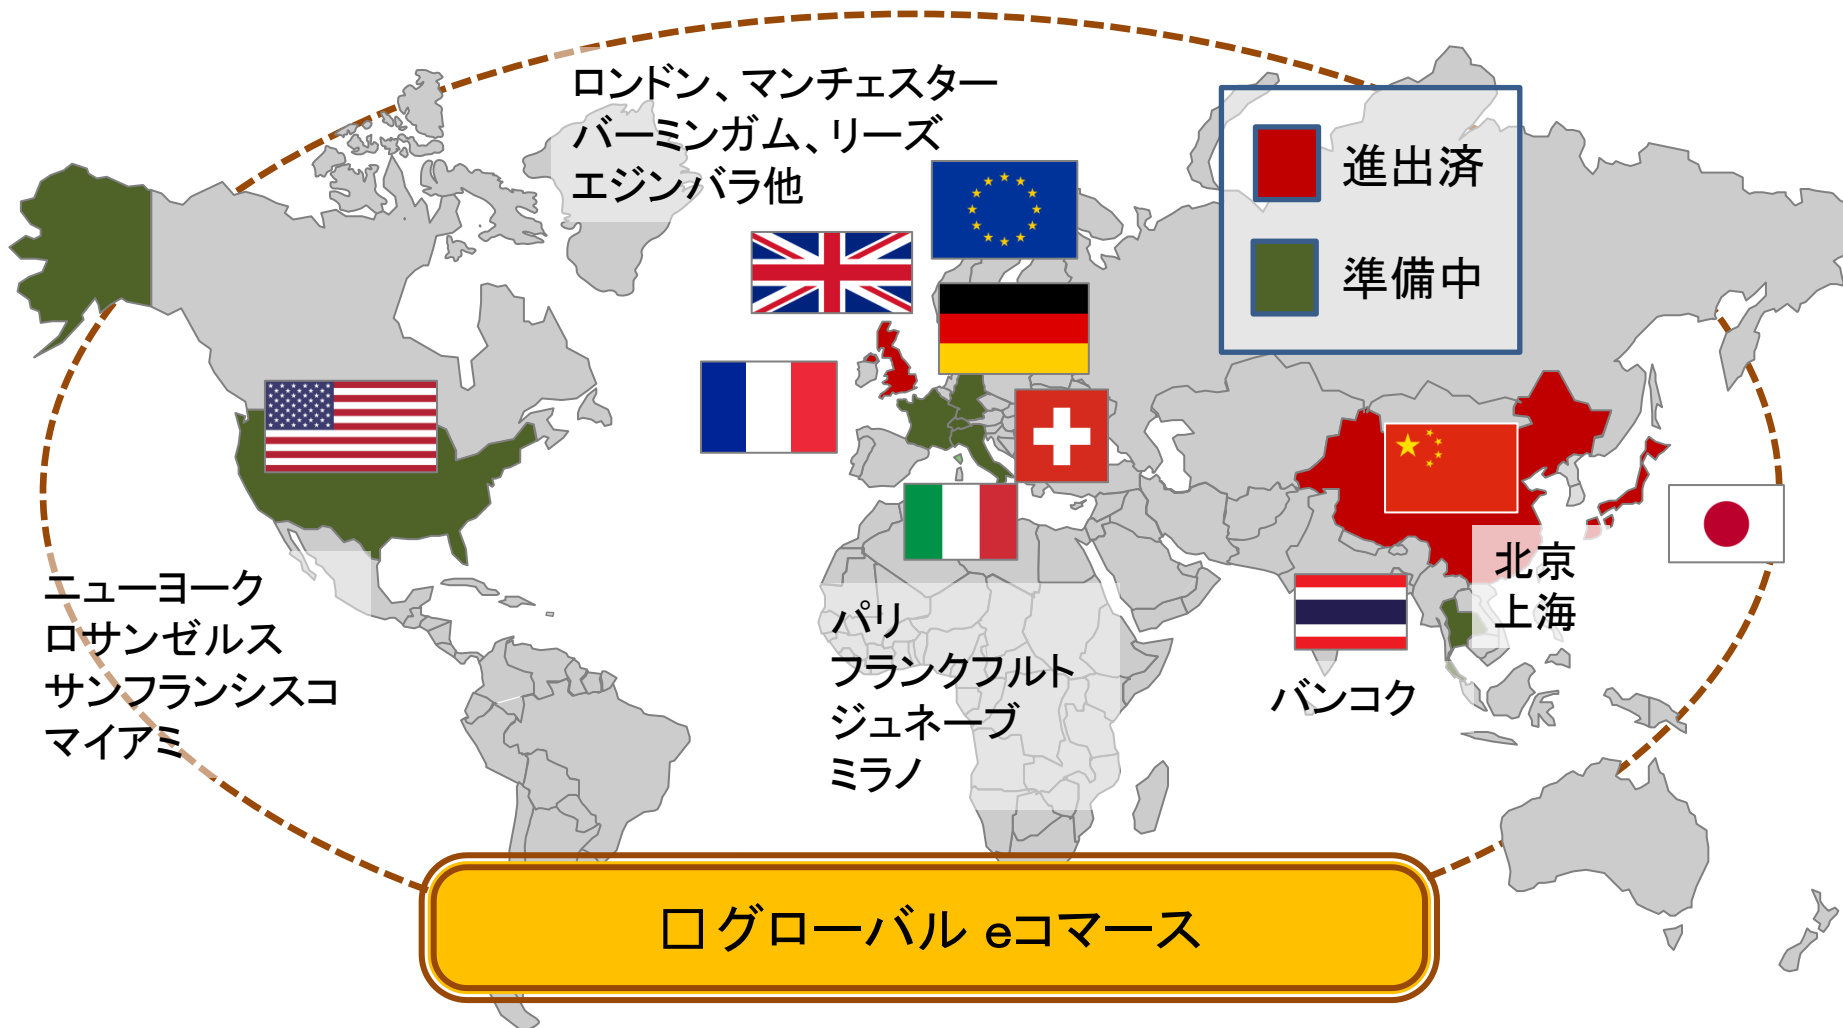 ロンドン、マンチェスター
バーミンガム、リーズ
エジンバラ他
進出済
準備中
ニューヨーク
ロサンゼルス
サンフランシスコ
マイアミ
パリ
フランクフルト
ジュネーブ
ミラノ
バンコク
北京
上海
□グローバル eコマース